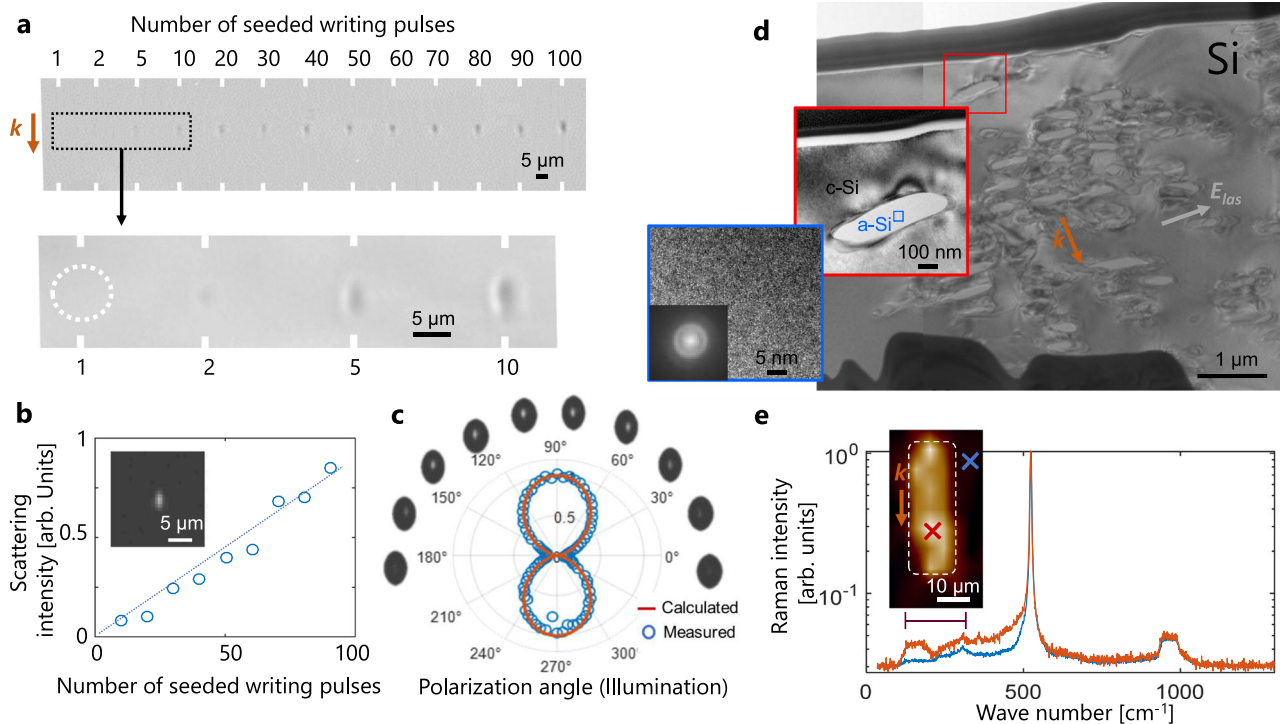 a
Number of seeded writing pulses
1 2 5 10 20 30 40 50 60 70 80 90 100
k
5 µm
5 µm
1 2 5 10
b
Scattering
intensity [arb. Units]
1
0.5
0
5 µm
0 50 100
Number of seeded writing pulses
c
90°
120° 60°
150° 30°
180° 0°
210°
240° 270° 300°
0.5
0
Calculated
Measured
Polarization angle (Illumination)
d
Si
c-Si
a-Si
100 nm
5 nm
E las
k
1 µm
e
Raman intensity
[arb. units]
10⁰
10⁻¹
k
10 µm
0 500 1000
Wave number [cm⁻¹]